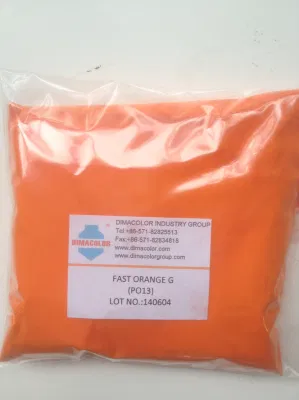 DIMACOLOR INDUSTRY GROUP
Tel:+86-571-82825513
Fax:+86-571-82824818
www.dimacolor.com
www.dimacolorgroup.com
DIMACOLOR
FAST ORANGE G
(PO13)
LOT NO.:140604